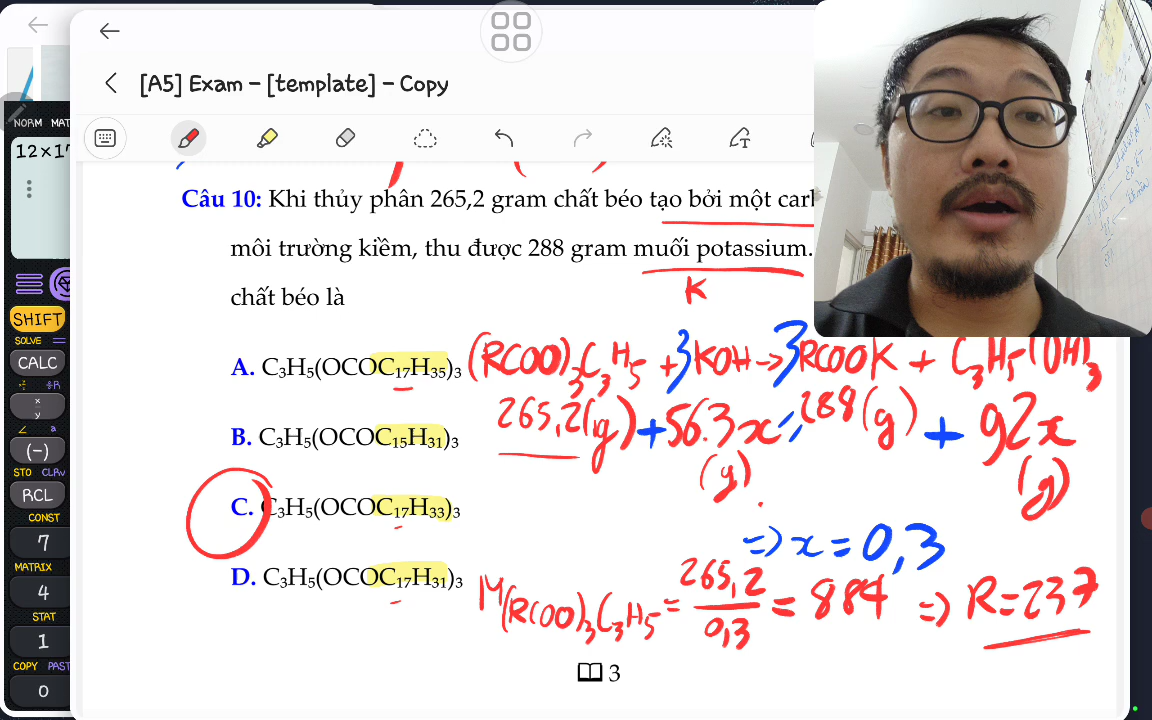 [A5] Exam – [template] – Copy
NORM MAT
12×17
SHIFT
SOLVE =
CALC
x
y
∠ a
(−)
STO CLRv
RCL
CONST
7
MATRIX
4
STAT
1
COPY PAST
0
Câu 10: Khi thủy phân 265,2 gram chất béo tạo bởi một carb
môi trường kiềm, thu được 288 gram muối potassium.
K
chất béo là
A. C₃H₅(OCOC₁₇H₃₅)₃ (RCOO)₃C₃H₅ + 3KOH → 3RCOOK + C₃H₅(OH)₃
265,2(g) + 56.3x = 288(g) + 92x
B. C₃H₅(OCOC₁₅H₃₁)₃
(g) (g)
C. C₃H₅(OCOC₁₇H₃₃)₃
=> x = 0,3
D. C₃H₅(OCOC₁₇H₃₁)₃ M(RCOO)₃C₃H₅ = 265,2 / 0,3 = 884 => R = 237
3